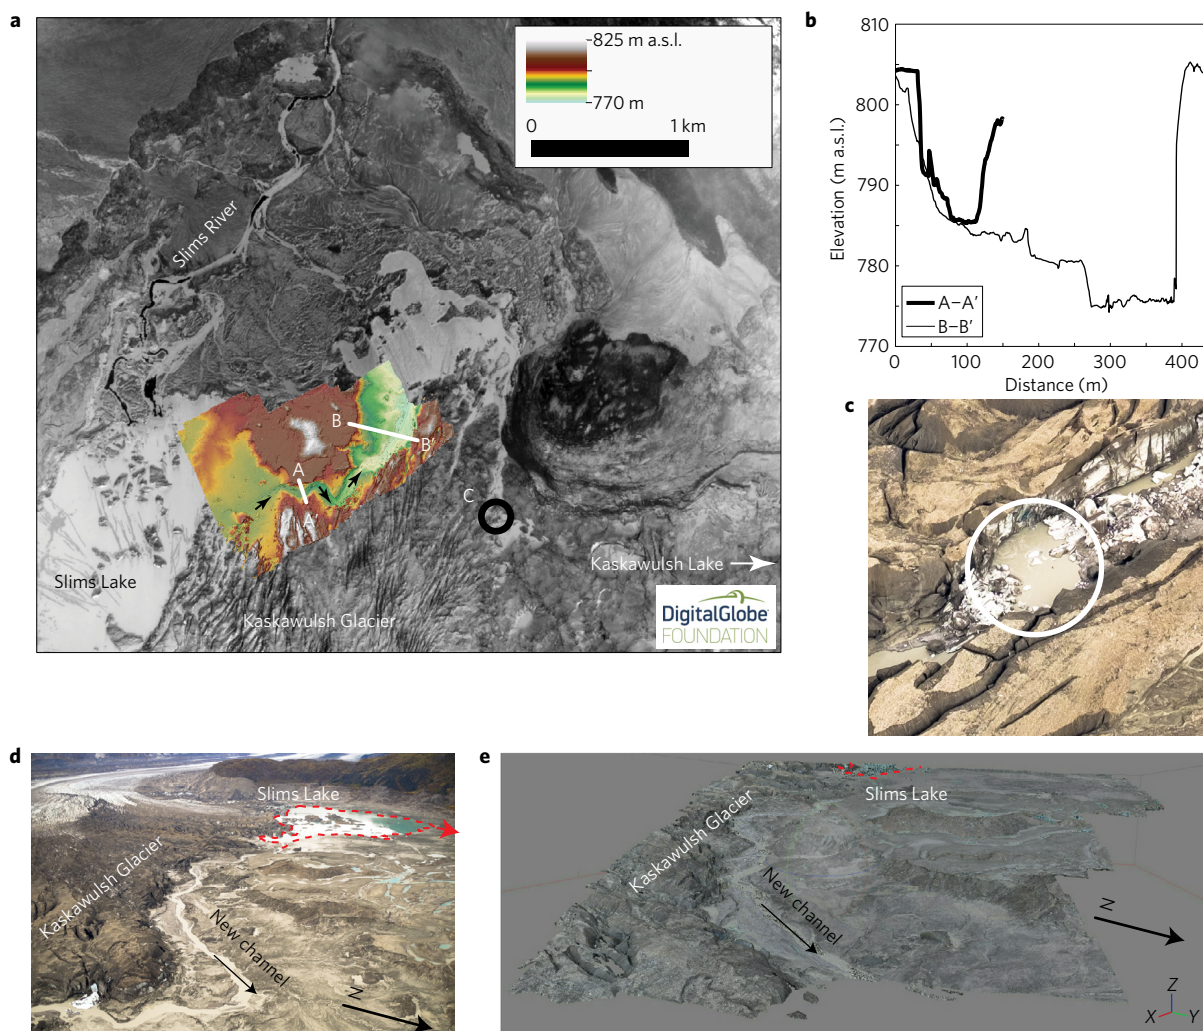 a
825 m a.s.l.
770 m
0 1 km
Slims River
B
B'
A
A'
C
Slims Lake
Kaskawulsh Lake
Kaskawulsh Glacier
DigitalGlobe
FOUNDATION
b
810
800
790
780
770
Elevation (m a.s.l.)
A–A'
B–B'
0 100 200 300 400
Distance (m)
c
d
Slims Lake
Kaskawulsh Glacier
New channel
N
e
Slims Lake
Kaskawulsh Glacier
New channel
N
Z
X Y